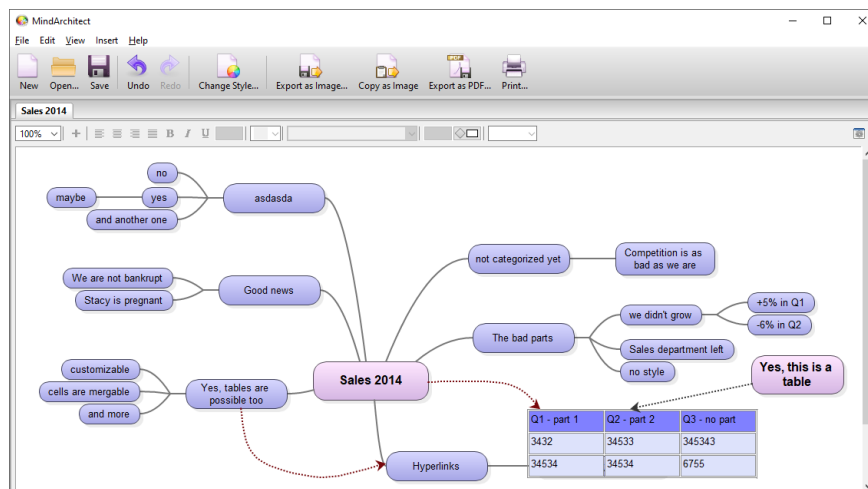 MindArchitect
File Edit View Insert Help
New Open... Save Undo Redo Change Style... Export as Image... Copy as Image Export as PDF... Print...
Sales 2014
100% B I U
no
maybe yes asdasda
and another one
not categorized yet
Competition is as
bad as we are
We are not bankrupt
Good news
Stacy is pregnant
+5% in Q1
we didn't grow
-6% in Q2
The bad parts
Sales department left
no style
customizable
cells are mergable
and more
Yes, tables are
possible too
Sales 2014
Yes, this is a
table
Q1 - part 1 Q2 - part 2 Q3 - no part
3432 34533 345343
34534 34534 6755
Hyperlinks